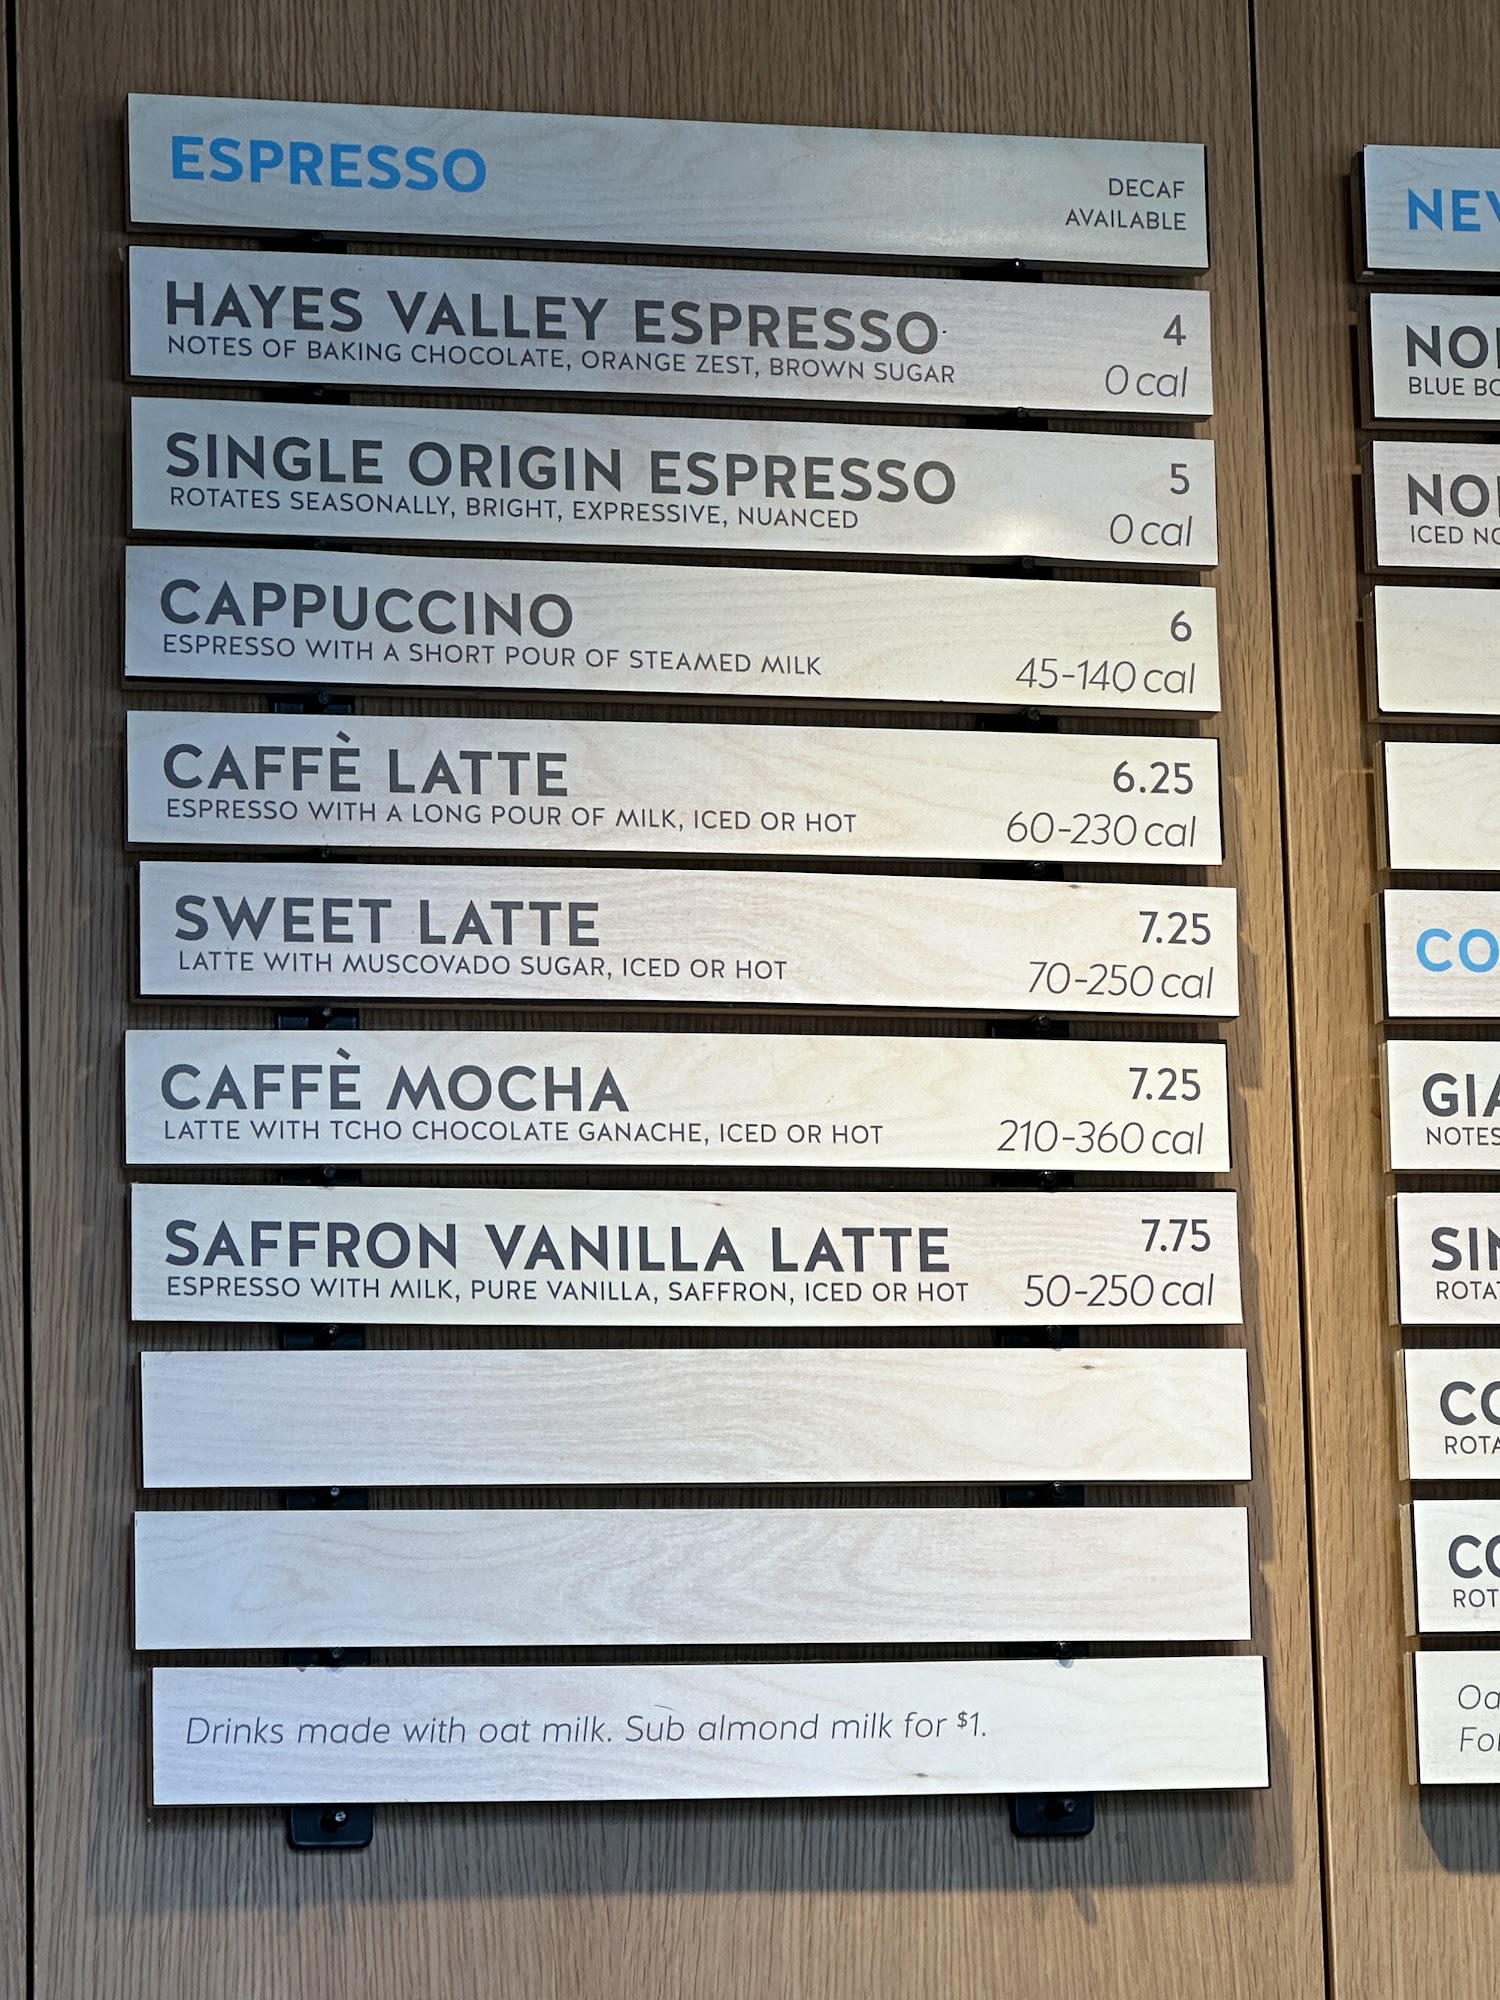 ESPRESSO
DECAF
AVAILABLE
HAYES VALLEY ESPRESSO
4
NOTES OF BAKING CHOCOLATE, ORANGE ZEST, BROWN SUGAR
0 cal
SINGLE ORIGIN ESPRESSO
5
ROTATES SEASONALLY, BRIGHT, EXPRESSIVE, NUANCED
0 cal
CAPPUCCINO
6
ESPRESSO WITH A SHORT POUR OF STEAMED MILK
45-140 cal
CAFFÈ LATTE
6.25
ESPRESSO WITH A LONG POUR OF MILK, ICED OR HOT
60-230 cal
SWEET LATTE
7.25
LATTE WITH MUSCOVADO SUGAR, ICED OR HOT
70-250 cal
CAFFÈ MOCHA
7.25
LATTE WITH TCHO CHOCOLATE GANACHE, ICED OR HOT
210-360 cal
SAFFRON VANILLA LATTE
7.75
ESPRESSO WITH MILK, PURE VANILLA, SAFFRON, ICED OR HOT
50-250 cal
Drinks made with oat milk. Sub almond milk for $1.
BLUE
ICED
NOTES